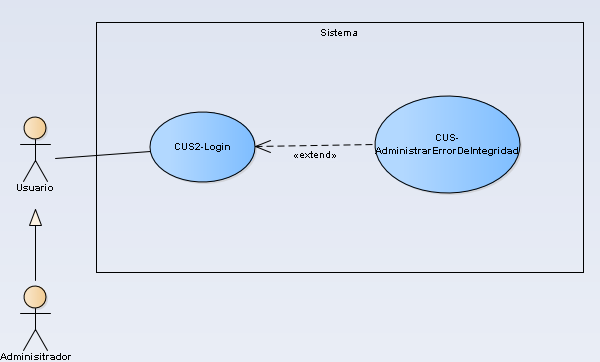 Sistema
CUS2-Login
«extend»
CUS-
AdministrarErrorDeIntegridad
Usuario
Adminisitrador